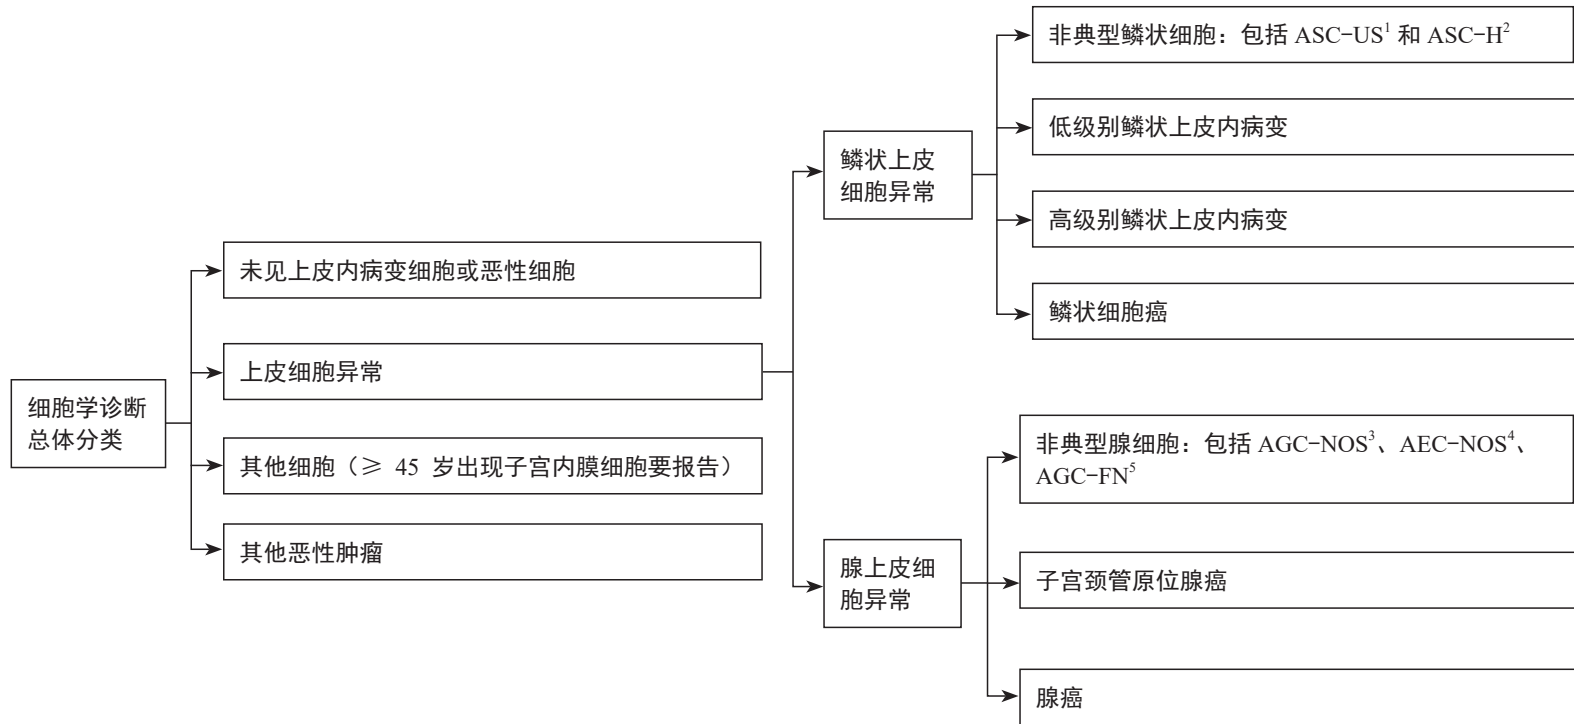 细胞学诊断
总体分类
未见上皮内病变细胞或恶性细胞
上皮细胞异常
其他细胞（≥ 45 岁出现子宫内膜细胞要报告）
其他恶性肿瘤
鳞状上皮
细胞异常
腺上皮细
胞异常
非典型鳞状细胞：包括 ASC-US¹ 和 ASC-H²
低级别鳞状上皮内病变
高级别鳞状上皮内病变
鳞状细胞癌
非典型腺细胞：包括 AGC-NOS³、AEC-NOS⁴、
AGC-FN⁵
子宫颈管原位腺癌
腺癌